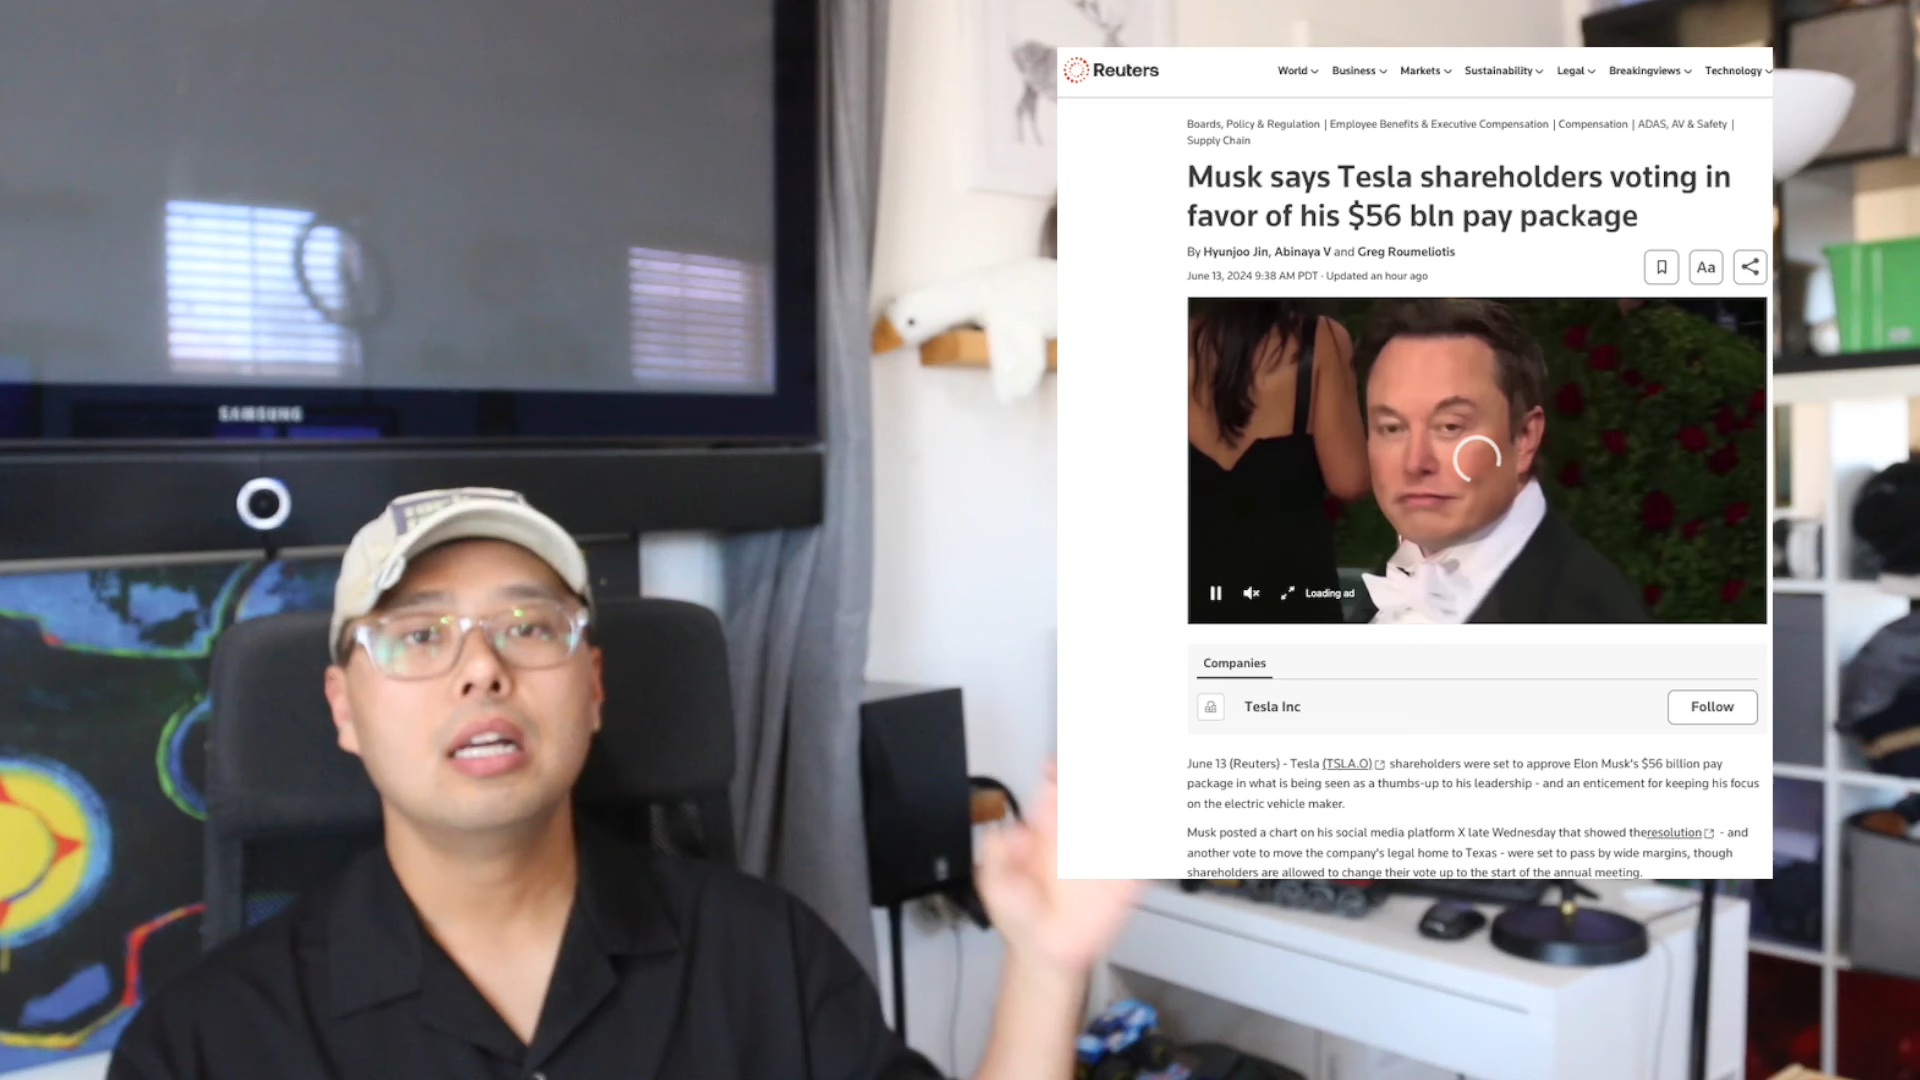 SAMSUNG
Reuters
World Business Markets Sustainability Legal Breakingviews Technology
Boards, Policy & Regulation | Employee Benefits & Executive Compensation | Compensation | ADAS, AV & Safety |
Supply Chain
Musk says Tesla shareholders voting in
favor of his $56 bln pay package
By Hyunjoo Jin, Abinaya V and Greg Roumeliotis
June 13, 2024 9:38 AM PDT · Updated an hour ago
Aa
Loading ad
Companies
Tesla Inc
Follow
June 13 (Reuters) - Tesla (TSLA.O) shareholders were set to approve Elon Musk's $56 billion pay
package in what is being seen as a thumbs-up to his leadership - and an enticement for keeping his focus
on the electric vehicle maker.
Musk posted a chart on his social media platform X late Wednesday that showed theresolution - and
another vote to move the company's legal home to Texas - were set to pass by wide margins, though
shareholders are allowed to change their vote up to the start of the annual meeting.